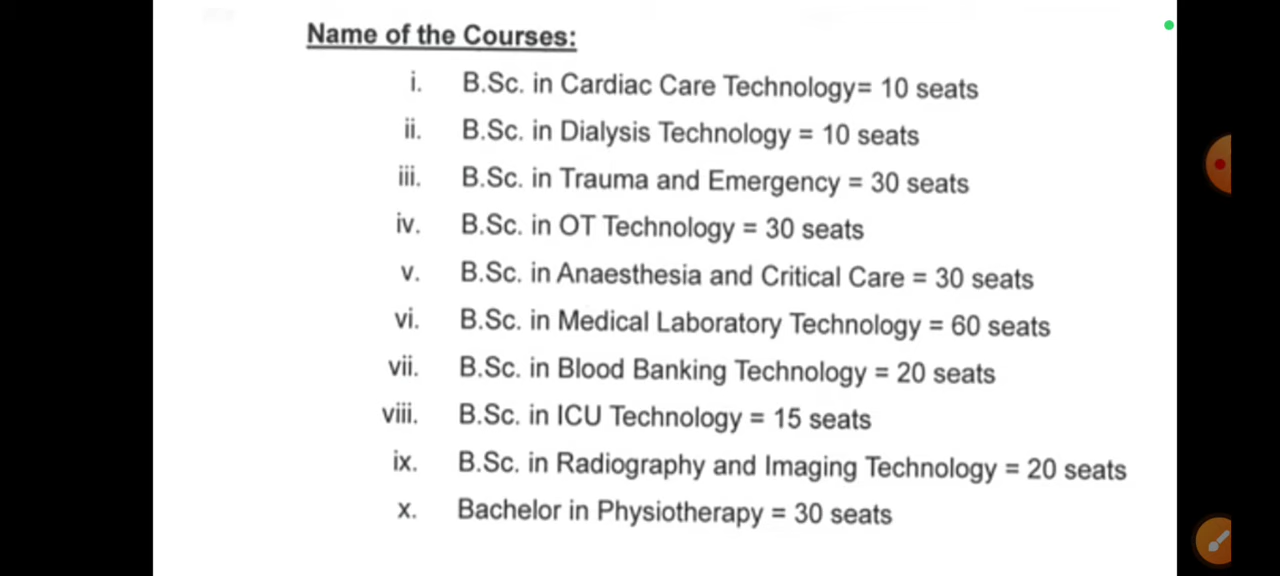 Name of the Courses:
i. B.Sc. in Cardiac Care Technology= 10 seats
ii. B.Sc. in Dialysis Technology = 10 seats
iii. B.Sc. in Trauma and Emergency = 30 seats
iv. B.Sc. in OT Technology = 30 seats
v. B.Sc. in Anaesthesia and Critical Care = 30 seats
vi. B.Sc. in Medical Laboratory Technology = 60 seats
vii. B.Sc. in Blood Banking Technology = 20 seats
viii. B.Sc. in ICU Technology = 15 seats
ix. B.Sc. in Radiography and Imaging Technology = 20 seats
x. Bachelor in Physiotherapy = 30 seats